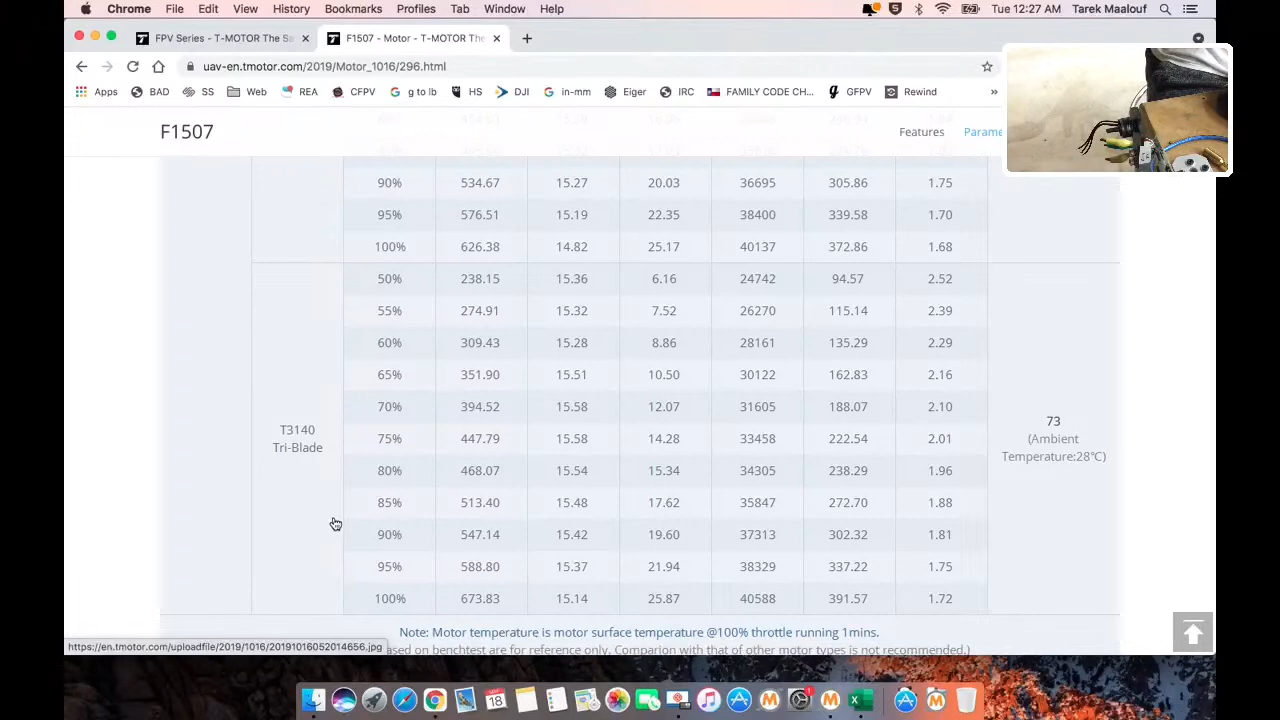 Chrome File Edit View History Bookmarks Profiles Tab Window Help Tue 12:27 AM Tarek Maalouf
FPV Series - T-MOTOR The Sa × F1507 - Motor - T-MOTOR The × +
uav-en.tmotor.com/2019/Motor_1016/296.html
Apps BAD SS Web REA CFPV g to lb HS DJI in-mm Eiger IRC FAMILY CODE CH... GFPV Rewind »
F1507 Features Parame
90% 534.67 15.27 20.03 36695 305.86 1.75
95% 576.51 15.19 22.35 38400 339.58 1.70
100% 626.38 14.82 25.17 40137 372.86 1.68
50% 238.15 15.36 6.16 24742 94.57 2.52
55% 274.91 15.32 7.52 26270 115.14 2.39
60% 309.43 15.28 8.86 28161 135.29 2.29
65% 351.90 15.51 10.50 30122 162.83 2.16
70% 394.52 15.58 12.07 31605 188.07 2.10
T3140
Tri-Blade
75% 447.79 15.58 14.28 33458 222.54 2.01
73
(Ambient
Temperature:28℃)
80% 468.07 15.54 15.34 34305 238.29 1.96
85% 513.40 15.48 17.62 35847 272.70 1.88
90% 547.14 15.42 19.60 37313 302.32 1.81
95% 588.80 15.37 21.94 38329 337.22 1.75
100% 673.83 15.14 25.87 40588 391.57 1.72
Note: Motor temperature is motor surface temperature @100% throttle running 1mins.
https://en.tmotor.com/uploadfile/2019/1016/20191016052014656.jpg
ased on benchtest are for reference only. Comparion with that of other motor types is not recommended.)
18